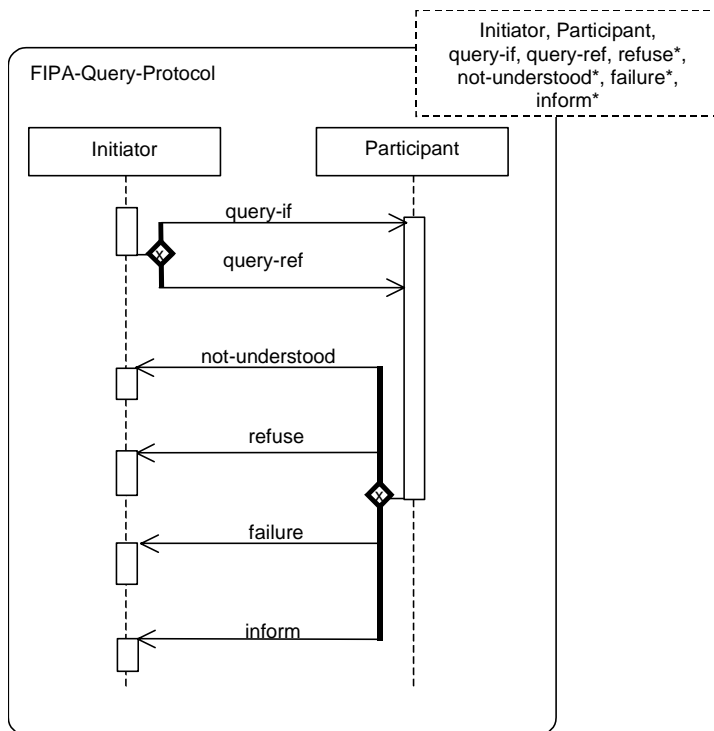 Initiator, Participant,
query-if, query-ref, refuse*,
not-understood*, failure*,
inform*
FIPA-Query-Protocol
Initiator
Participant
query-if
x
query-ref
not-understood
refuse
x
failure
inform